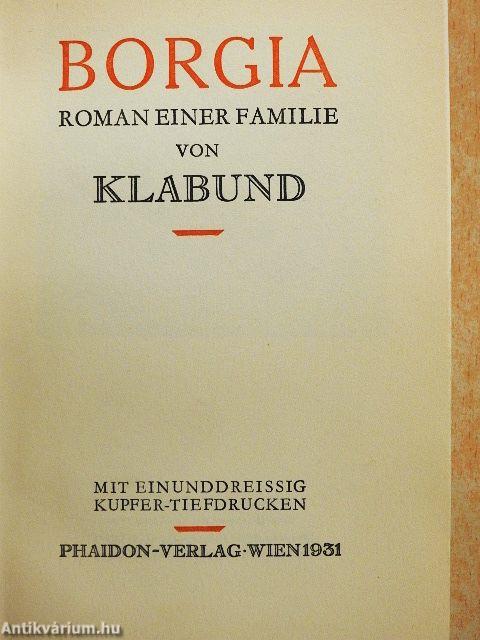 BORGIA
ROMAN EINER FAMILIE
VON
KLABUND
MIT EINUNDDREISSIG
KUPFER-TIEFDRUCKEN
PHAIDON-VERLAG·WIEN 1931
Antikvárium.hu